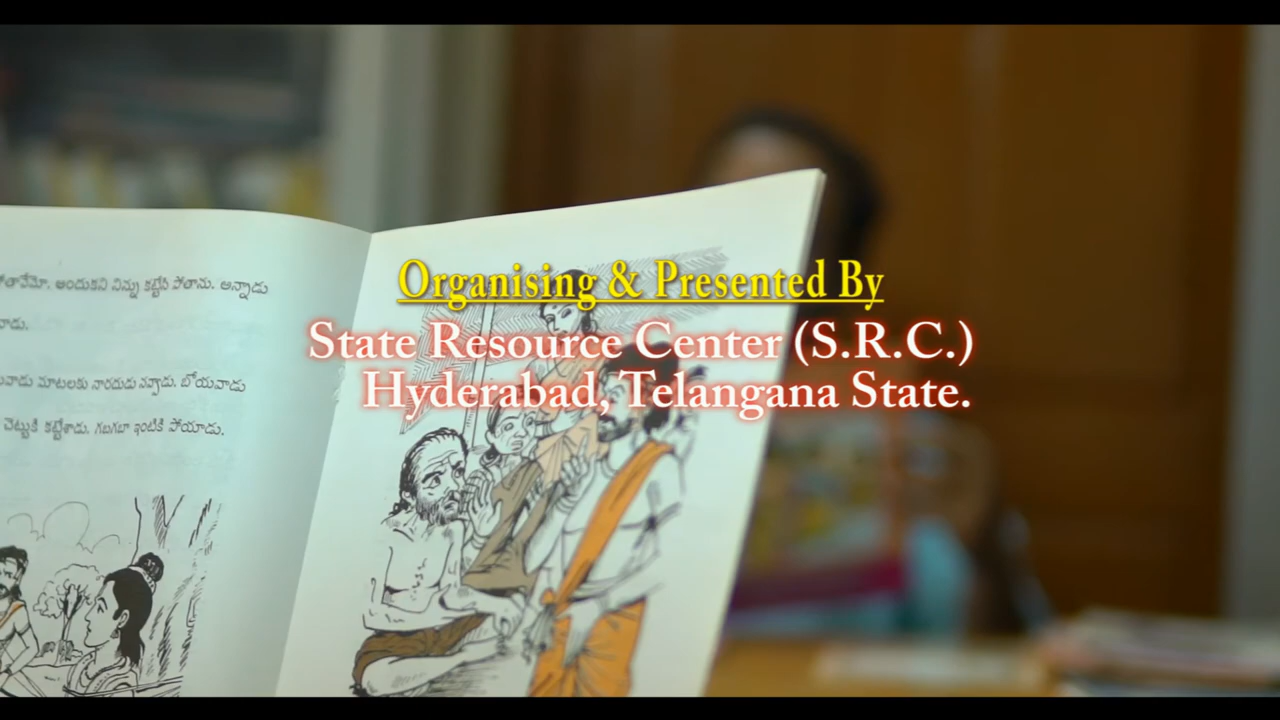 Organising & Presented By
State Resource Center (S.R.C.)
Hyderabad, Telangana State.
అందుకని నిన్ను కట్టేసి పోతాను. అన్నాడు
మాటలకు నారదుడు నవ్వాడు. బోయవాడు
చెట్టుకి కట్టేశాడు. గబగబా ఇంటికి పోయాడు.